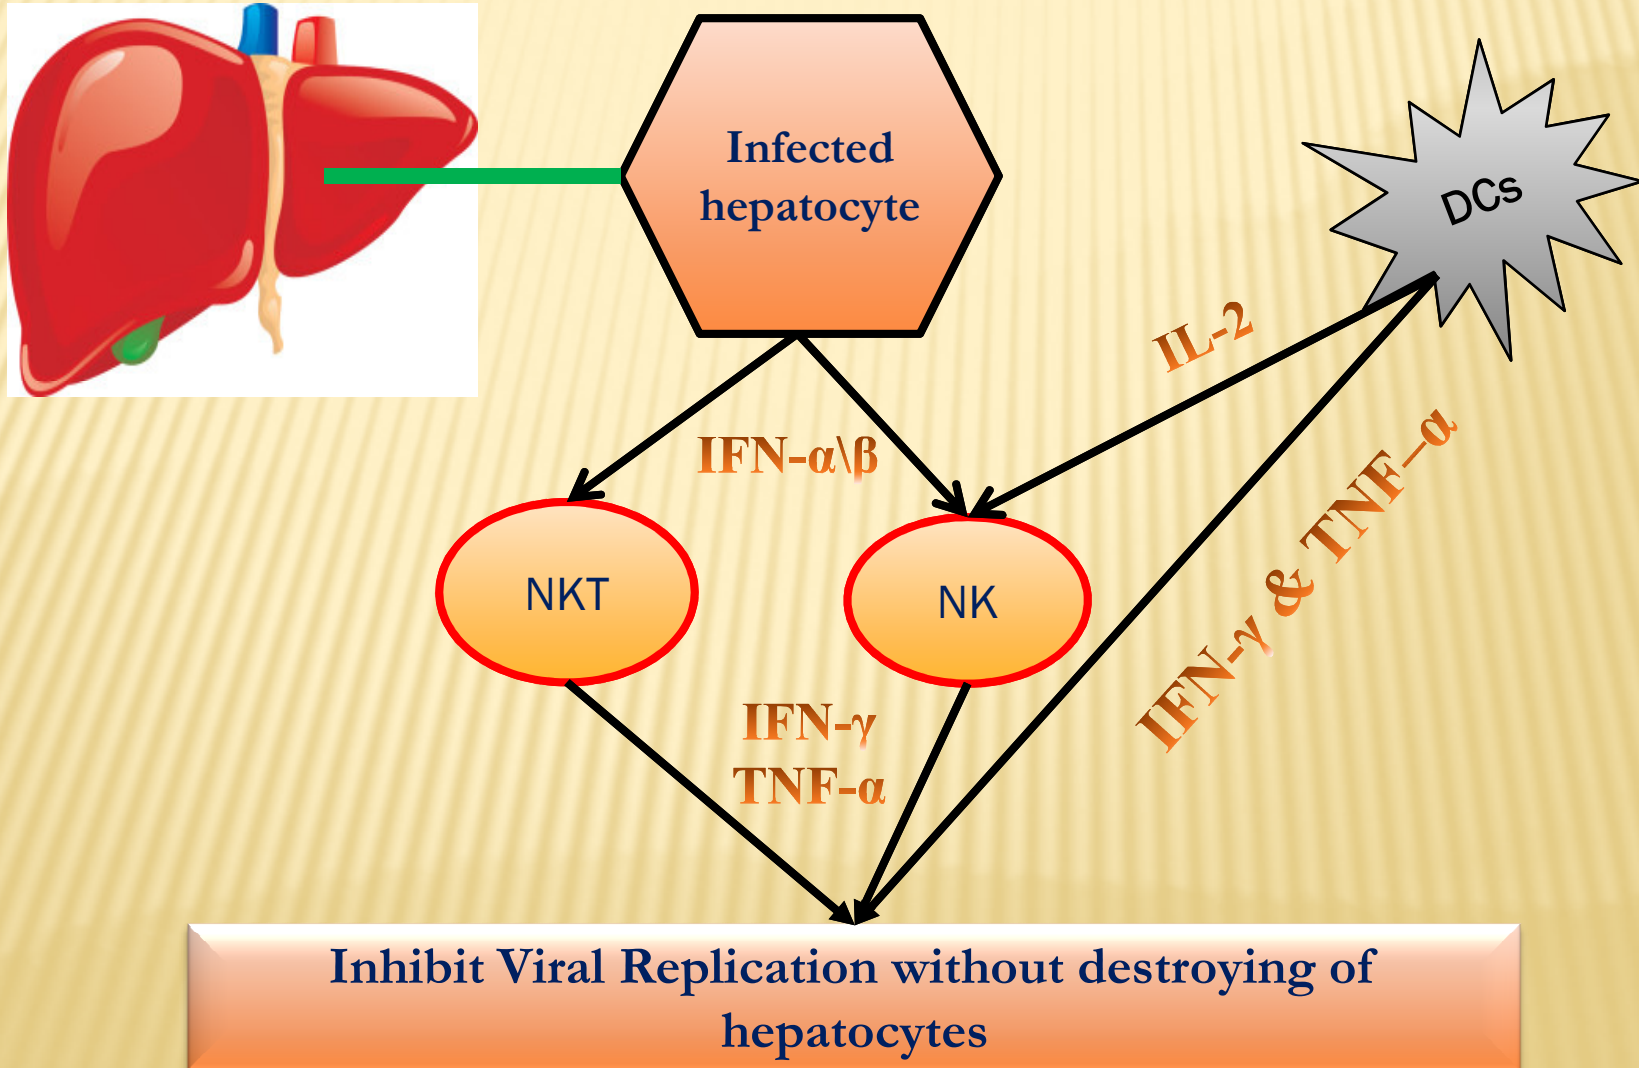 Infected
hepatocyte
DCs
IL-2
IFN-α\β
IFN-γ & TNF–α
NKT
NK
IFN-γ
TNF-α
Inhibit Viral Replication without destroying of
hepatocytes